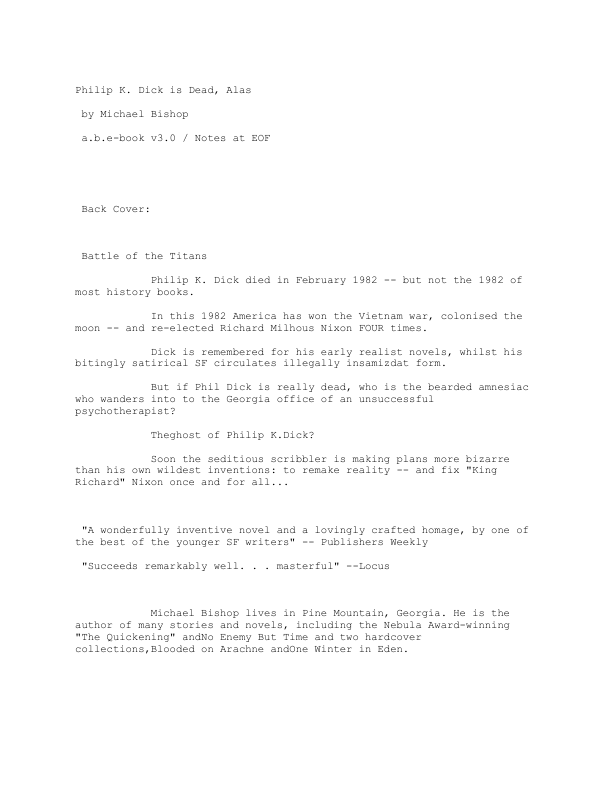 Philip K. Dick is Dead, Alas
by Michael Bishop
a.b.e-book v3.0 / Notes at EOF
Back Cover:
Battle of the Titans
Philip K. Dick died in February 1982 -- but not the 1982 of
most history books.
In this 1982 America has won the Vietnam war, colonised the
moon -- and re-elected Richard Milhous Nixon FOUR times.
Dick is remembered for his early realist novels, whilst his
bitingly satirical SF circulates illegally insamizdat form.
But if Phil Dick is really dead, who is the bearded amnesiac
who wanders into to the Georgia office of an unsuccessful
psychotherapist?
Theghost of Philip K.Dick?
Soon the seditious scribbler is making plans more bizarre
than his own wildest inventions: to remake reality -- and fix "King
Richard" Nixon once and for all...
"A wonderfully inventive novel and a lovingly crafted homage, by one of
the best of the younger SF writers" -- Publishers Weekly
"Succeeds remarkably well. . . masterful" --Locus
Michael Bishop lives in Pine Mountain, Georgia. He is the
author of many stories and novels, including the Nebula Award-winning
"The Quickening" andNo Enemy But Time and two hardcover
collections,Blooded on Arachne andOne Winter in Eden.